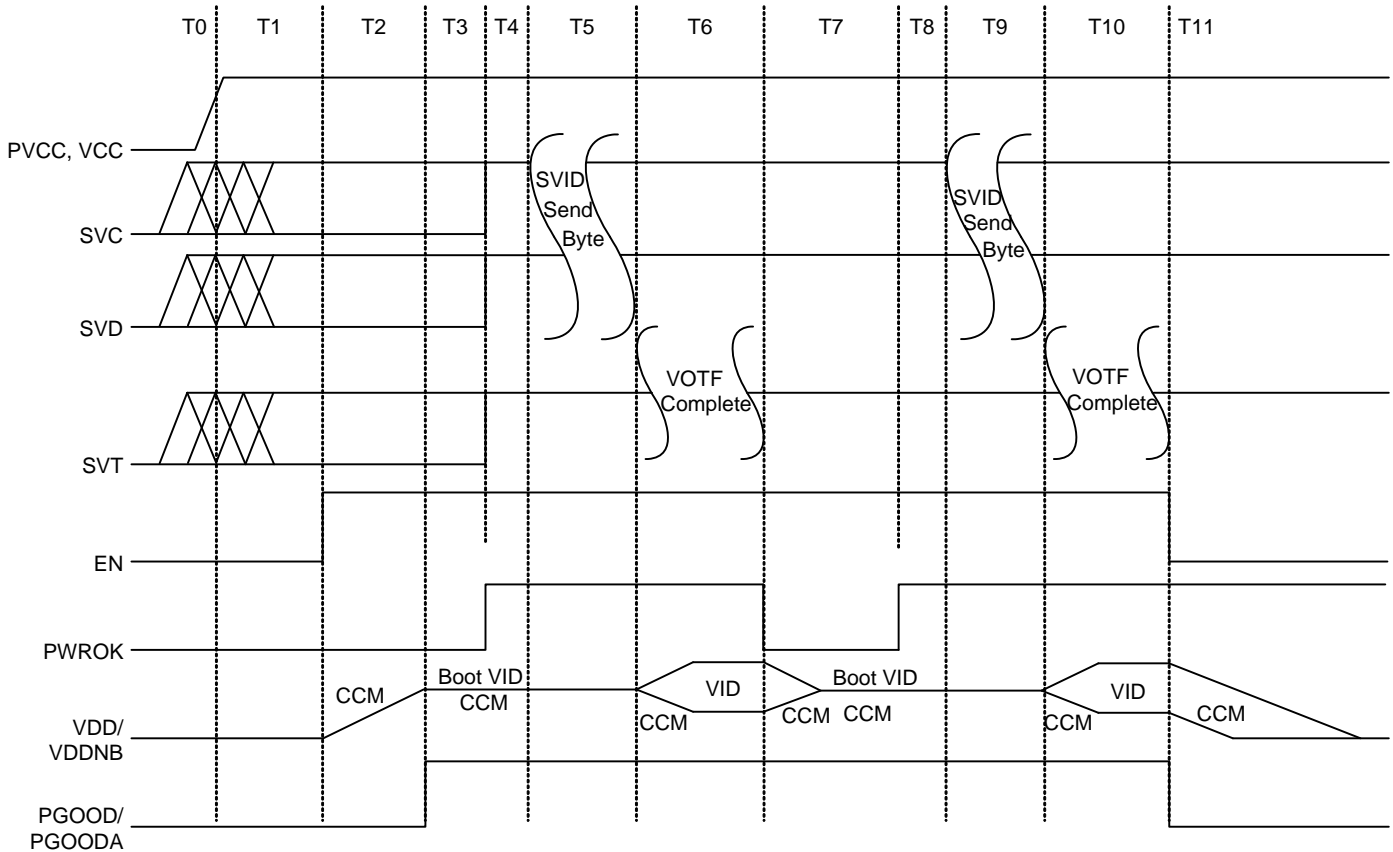 T0 T1 T2 T3 T4 T5 T6 T7 T8 T9 T10 T11
PVCC, VCC
SVID
Send
Byte
SVID
Send
Byte
SVC
SVD
VOTF
Complete
VOTF
Complete
SVT
EN
PWROK
CCM
Boot VID
CCM
CCM
VID
CCM
Boot VID
CCM
CCM
VID
CCM
VDD/
VDDNB
PGOOD/
PGOODA